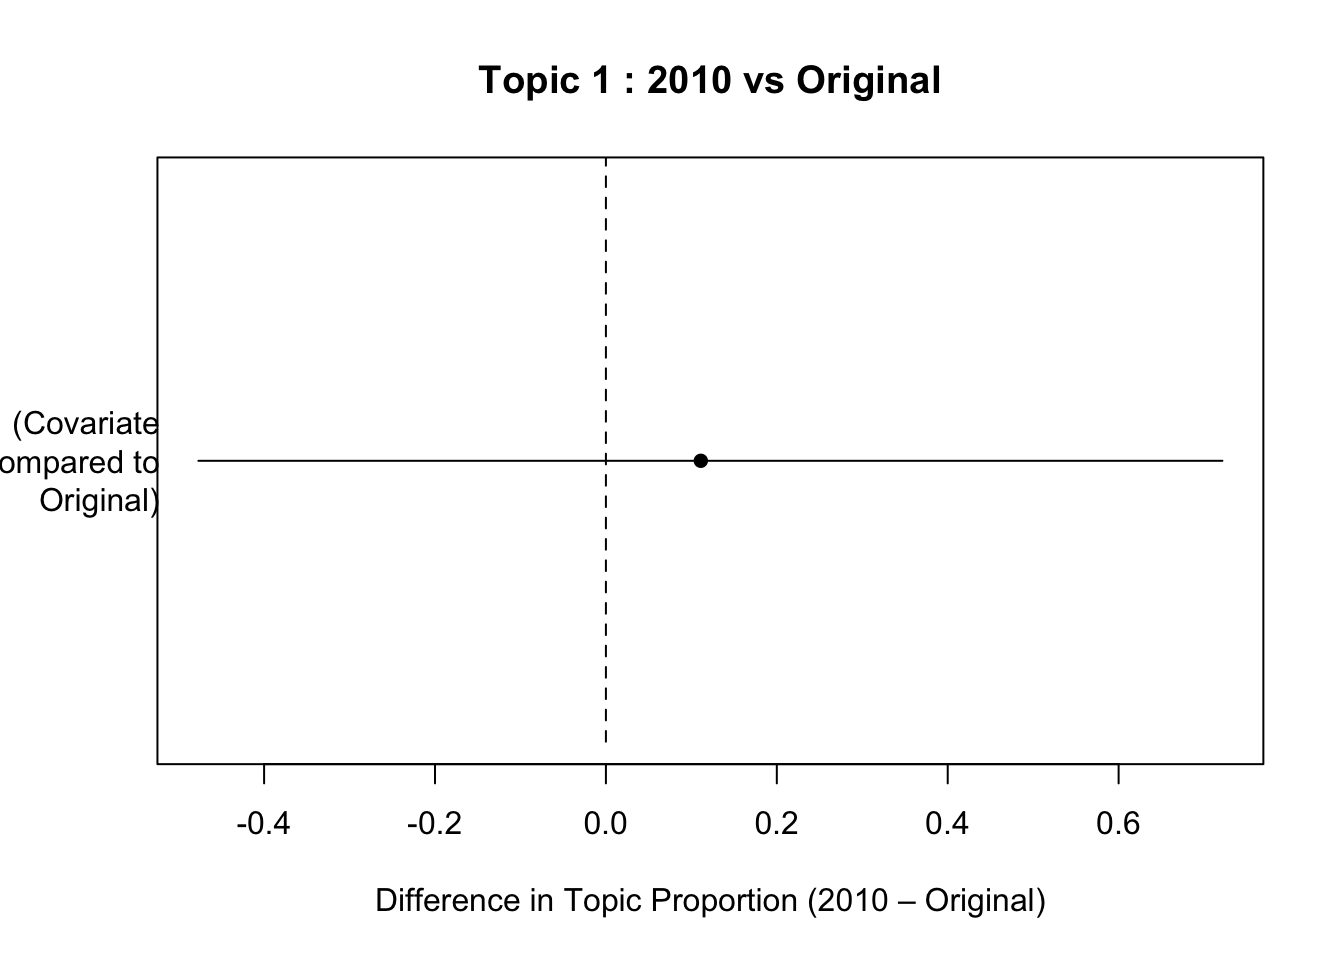 Topic 1 : 2010 vs Original
(Covariate
ompared to
Original)
-0.4
-0.2
0.0
0.2
0.4
0.6
Difference in Topic Proportion (2010 – Original)